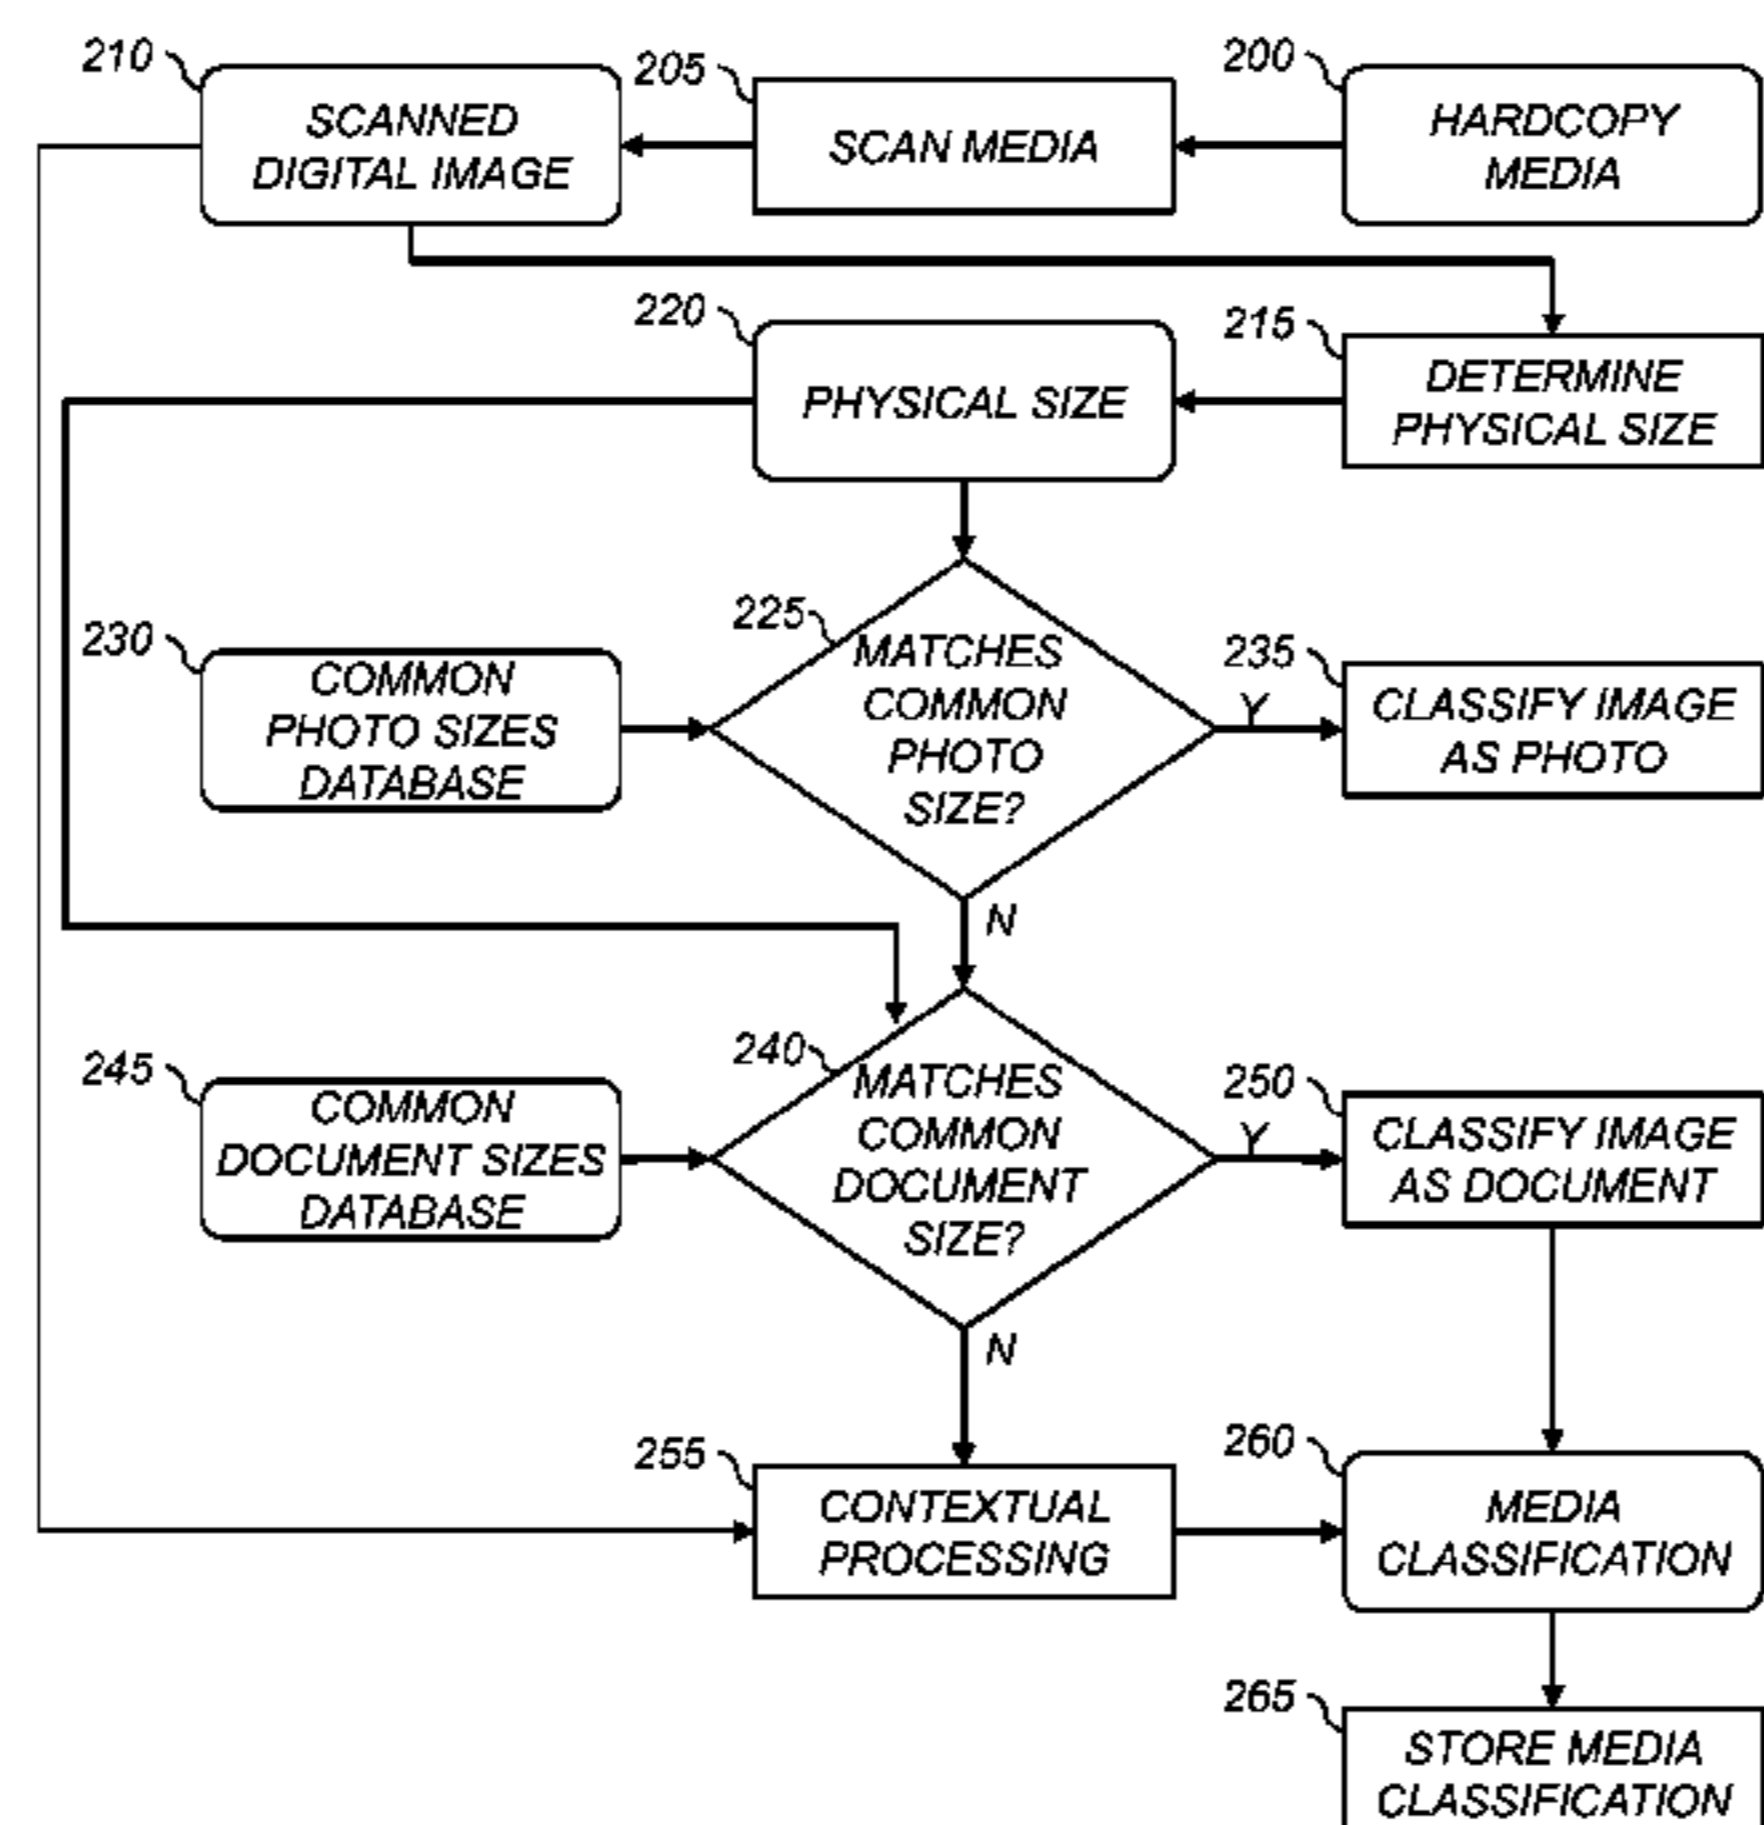 210
SCANNED
DIGITAL IMAGE
205
SCAN MEDIA
200
HARDCOPY
MEDIA
220
PHYSICAL SIZE
215
DETERMINE
PHYSICAL SIZE
230
COMMON
PHOTO SIZES
DATABASE
225
MATCHES
COMMON
PHOTO
SIZE?
Y
235
CLASSIFY IMAGE
AS PHOTO
N
245
COMMON
DOCUMENT SIZES
DATABASE
240
MATCHES
COMMON
DOCUMENT
SIZE?
Y
250
CLASSIFY IMAGE
AS DOCUMENT
N
255
CONTEXTUAL
PROCESSING
260
MEDIA
CLASSIFICATION
265
STORE MEDIA
CLASSIFICATION